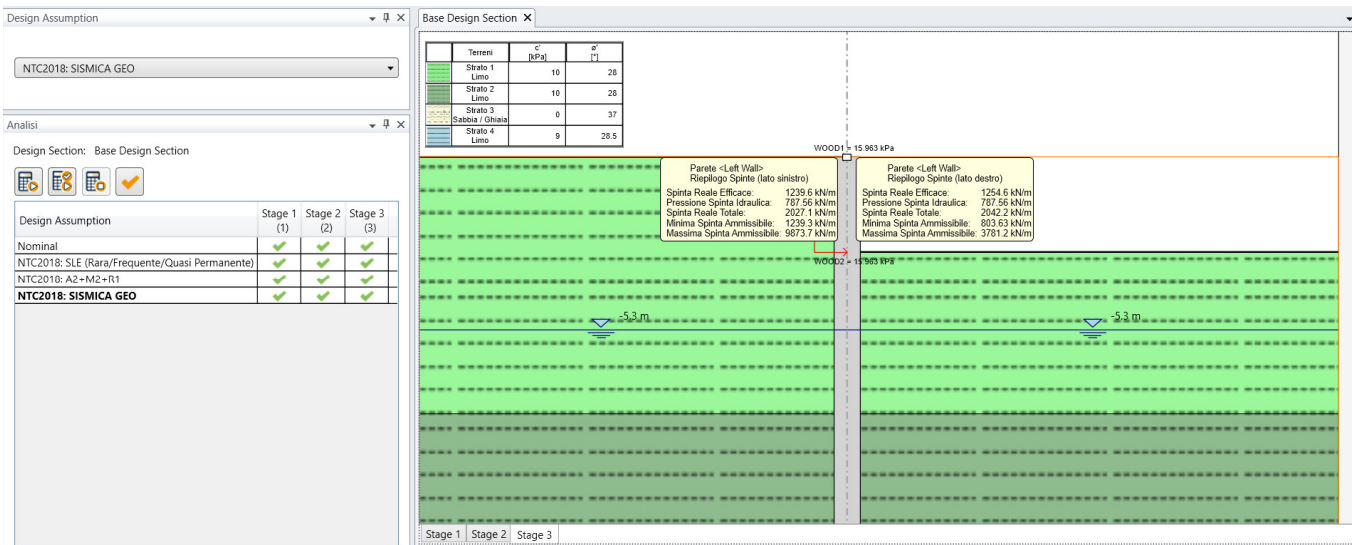 Design Assumption
NTC2018: SISMICA GEO
Analisi
Design Section: Base Design Section
Design Assumption Stage 1 (1) Stage 2 (2) Stage 3 (3)
Nominal
NTC2018: SLE (Rara/Frequente/Quasi Permanente)
NTC2018: A2+M2+R1
NTC2018: SISMICA GEO
Base Design Section
Terreni c' [kPa] ø' [°]
Strato 1 Limo 10 28
Strato 2 Limo 10 28
Strato 3 Sabbia / Ghiaia 0 37
Strato 4 Limo 9 28.5
WOOD1 = 15.963 kPa
Parete <Left Wall>
Riepilogo Spinte (lato sinistro)
Spinta Reale Efficace: 1239.6 kN/m
Pressione Spinta Idraulica: 787.56 kN/m
Spinta Reale Totale: 2027.1 kN/m
Minima Spinta Ammissibile: 1239.3 kN/m
Massima Spinta Ammissibile: 9873.7 kN/m
Parete <Left Wall>
Riepilogo Spinte (lato destro)
Spinta Reale Efficace: 1254.6 kN/m
Pressione Spinta Idraulica: 787.56 kN/m
Spinta Reale Totale: 2042.2 kN/m
Minima Spinta Ammissibile: 803.63 kN/m
Massima Spinta Ammissibile: 3781.2 kN/m
WOOD2 = 15.963 kPa
-5.3 m
-5.3 m
Stage 1 Stage 2 Stage 3